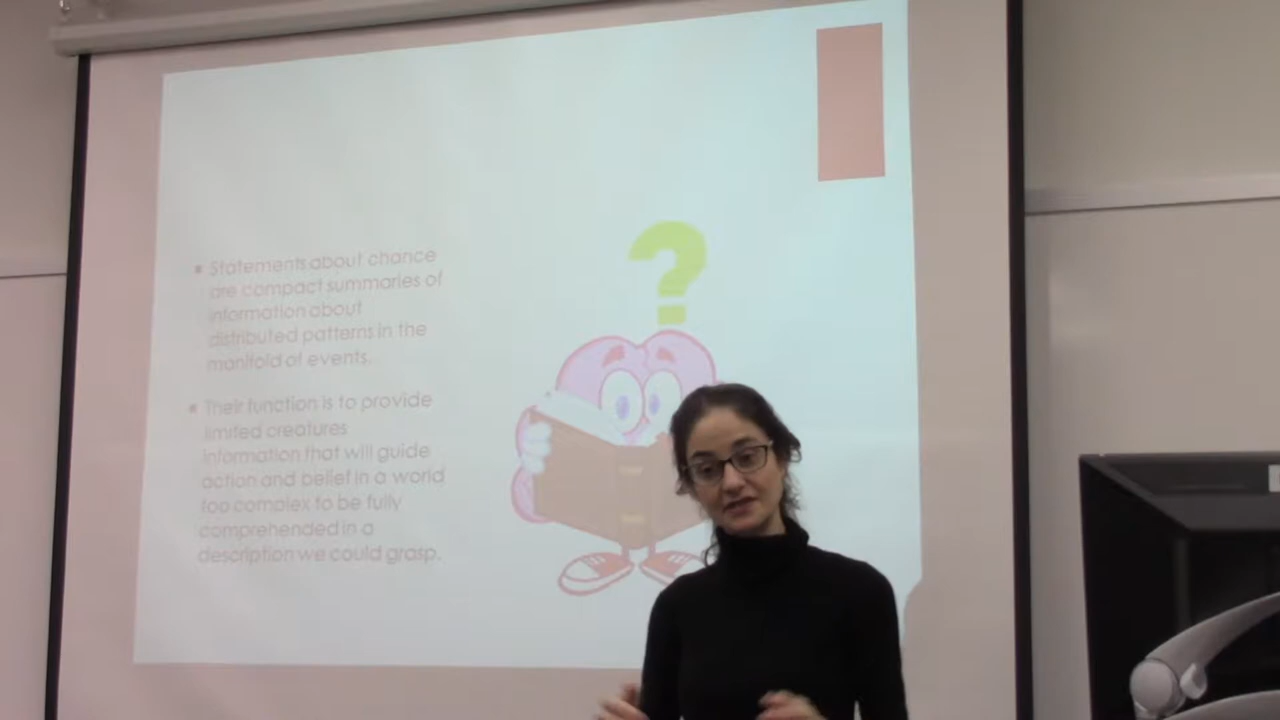 Statements about chance
are compact summaries of
information about
distributed patterns in the
manifold of events.
Their function is to provide
limited creatures
information that will guide
action and belief in a world
too complex to be fully
comprehended in a
description we could grasp.
?